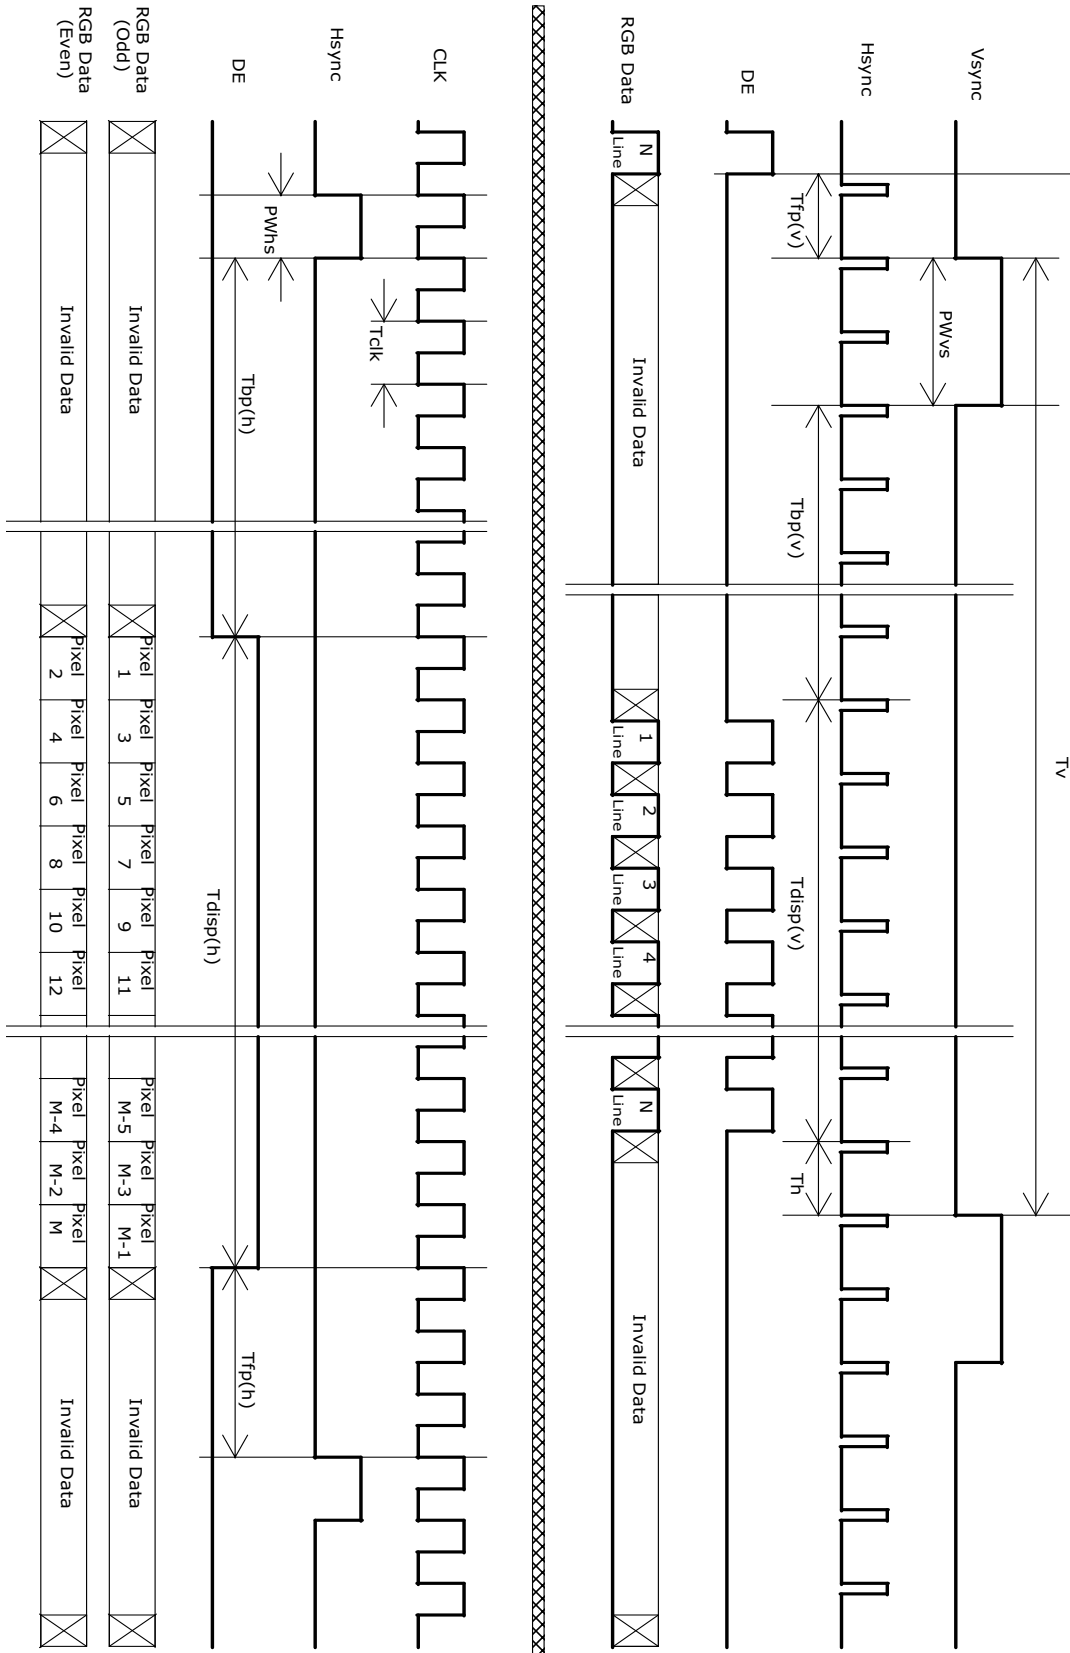 Tv
Vsync
PWvs
Hsync
Tfp(v)
Tbp(v)
Tdisp(v)
Th
DE
RGB Data
Line
N
Invalid Data
Line
1
Line
2
Line
3
Line
4
Line
N
Invalid Data
CLK
Tclk
Hsync
PWhs
DE
Tbp(h)
Tdisp(h)
Tfp(h)
RGB Data
(Odd)
Invalid Data
Pixel
1
Pixel
3
Pixel
5
Pixel
7
Pixel
9
Pixel
11
Pixel
M-5
Pixel
M-3
Pixel
M-1
Invalid Data
RGB Data
(Even)
Invalid Data
Pixel
2
Pixel
4
Pixel
6
Pixel
8
Pixel
10
Pixel
12
Pixel
M-4
Pixel
M-2
Pixel
M
Invalid Data